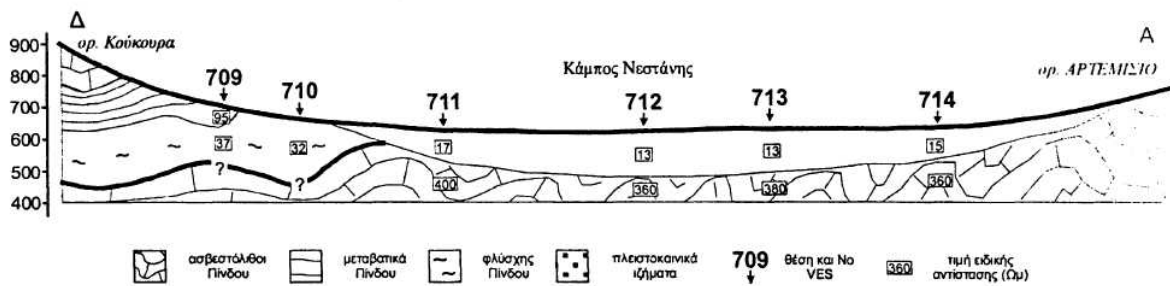 Δ
Α
ορ. Κούκουρα
Κάμπος Νεστάνης
ορ. ΑΡΤΕΜΙΣΙΟ
900
800
700
600
500
400
709
710
711
712
713
714
95
37
32
17
13
13
15
?
?
400
360
380
360
ασβεστόλιθοι Πίνδου
μεταβατικά Πίνδου
φλύσχης Πίνδου
πλειστοκαινικά ιζήματα
709
θέση και Νο VES
360
τιμή ειδικής αντίστασης (Ωμ)